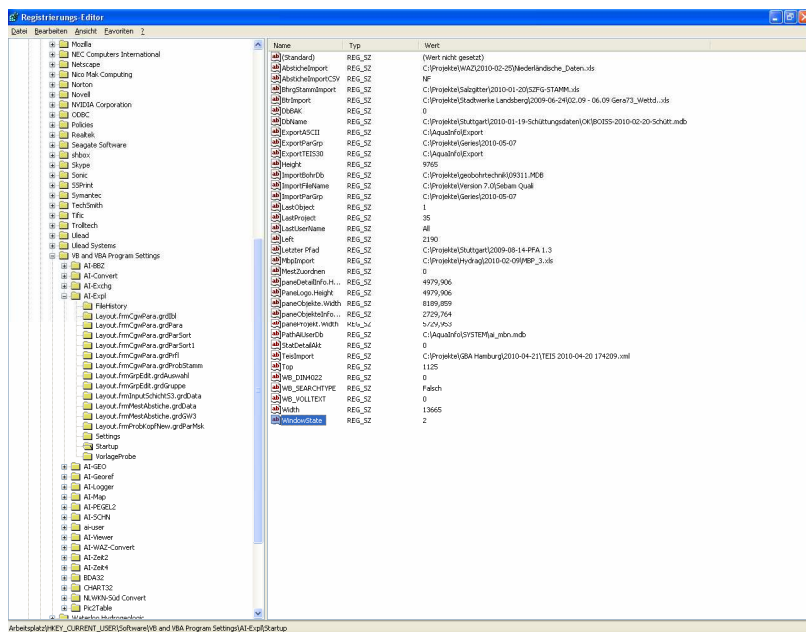 Registrierungs-Editor
Datei Bearbeiten Ansicht Favoriten ?
Mozilla
NEC Computers International
Netscape
Nico Mak Computing
Norton
Novell
NVIDIA Corporation
ODBC
Policies
Realtek
Seagate Software
shbox
Skype
Sonic
SSPrint
Symantec
TechSmith
Tific
Trolltech
Ulead
Ulead Systems
VB and VBA Program Settings
AI-BBZ
AI-Convert
AI-Exchg
AI-Expl
FileHistory
Layout.frmCgwPara.grdIbl
Layout.frmCgwPara.grdPara
Layout.frmCgwPara.grdParSort
Layout.frmCgwPara.grdParSort1
Layout.frmCgwPara.grdPrfl
Layout.frmCgwPara.grdProbStamm
Layout.frmGrpEdit.grdAuswahl
Layout.frmGrpEdit.grdGruppe
Layout.frmInputSchichtS3.grdData
Layout.frmMestAbstiche.grdData
Layout.frmMestAbstiche.grdGW3
Layout.frmProbKopfNew.grdParMsk
Settings
Startup
VorlageProbe
AI-GEO
AI-Georef
AI-Logger
AI-Map
AI-PEGEL2
AI-SCHN
ai-user
AI-Viewer
AI-WAZ-Convert
AI-Zeit2
AI-Zeit4
BDA32
CHART32
NLWKN-Süd Convert
Pic2Table
Waterloo Hydrogeologic
Name Typ Wert
(Standard) REG_SZ (Wert nicht gesetzt)
AbsticheImport REG_SZ C:\Projekte\WAZ\2010-02-25\Niederländische_Daten.xls
AbsticheImportCSV REG_SZ NF
BhrgStammImport REG_SZ C:\Projekte\Salzgitter\2010-01-20\SZFG-STAMM.xls
BtrImport REG_SZ C:\Projekte\Stadtwerke Landsberg\2009-06-24\02.09 - 06.09 Gera73_Wettd..xls
DbBAK REG_SZ 0
DbName REG_SZ C:\Projekte\Stuttgart\2010-01-19-Schüttungsdaten\OK\BOISS-2010-02-20-Schütt.mdb
ExportASCII REG_SZ C:\AquaInfo\Export
ExportParGrp REG_SZ C:\Projekte\Geries\2010-05-07
ExportTEIS30 REG_SZ C:\AquaInfo\Export
Height REG_SZ 9765
ImportBohrDb REG_SZ C:\Projekte\geobohrtechnik\09311.MDB
ImportFileName REG_SZ C:\Projekte\Version 7.0\Sebam Quali
ImportParGrp REG_SZ C:\Projekte\Geries\2010-05-07
LastObject REG_SZ 1
LastProject REG_SZ 35
LastUserName REG_SZ All
Left REG_SZ 2190
Letzter Pfad REG_SZ C:\Projekte\Stuttgart\2009-08-14-PFA 1.3
MbpImport REG_SZ C:\Projekte\Hydrag\2010-02-09\MBP_3.xls
MestZuordnen REG_SZ 0
paneDetailInfo.H... REG_SZ 4979,906
PaneLogo.Height REG_SZ 4979,906
paneObjekte.Width REG_SZ 8189,859
paneObjekteInfo... REG_SZ 2729,764
paneProjekt.Width REG_SZ 5729,953
PathAiUserDb REG_SZ C:\AquaInfo\SYSTEM\ai_mbn.mdb
StatDetailAkt REG_SZ 0
TeisImport REG_SZ C:\Projekte\GBA Hamburg\2010-04-21\TEIS 2010-04-20 174209.xml
Top REG_SZ 1125
WB_DIN4022 REG_SZ 0
WB_SEARCHTYPE REG_SZ Falsch
WB_VOLLTEXT REG_SZ 0
Width REG_SZ 13665
WindowState REG_SZ 2
Arbeitsplatz\HKEY_CURRENT_USER\Software\VB and VBA Program Settings\AI-Expl\Startup